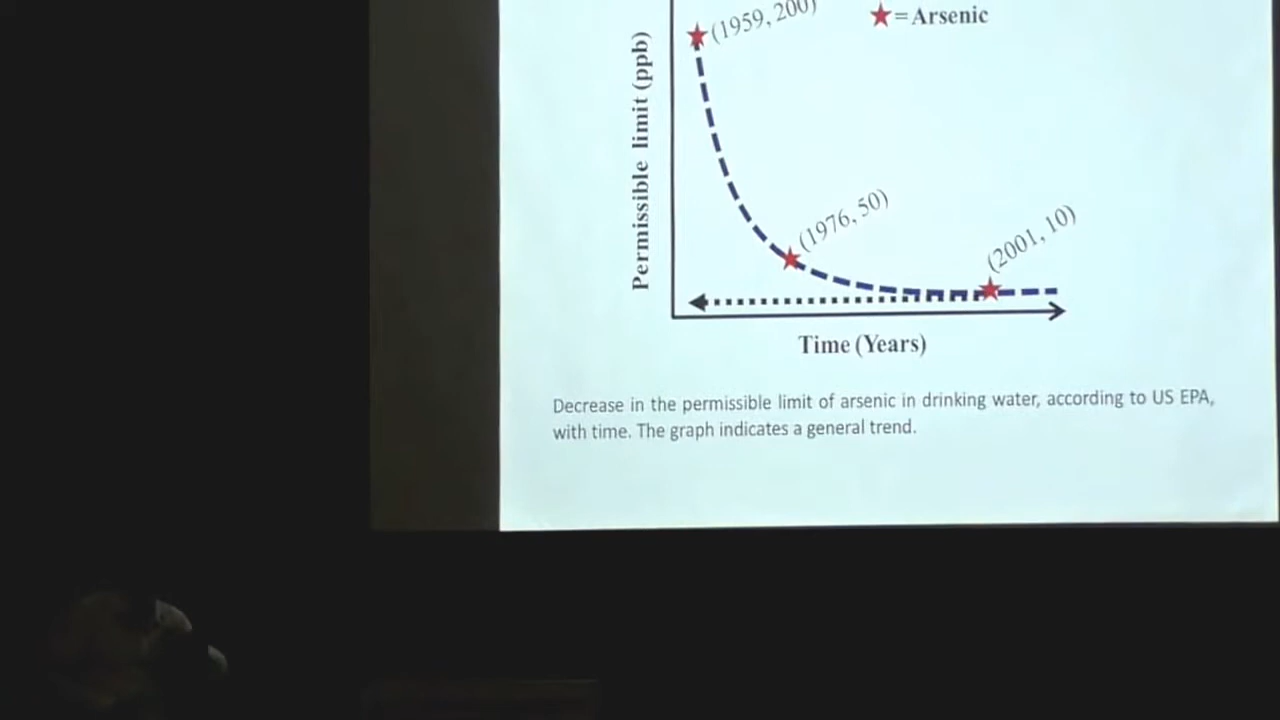 (1959, 200)
=Arsenic
Permissible limit (ppb)
(1976, 50)
(2001, 10)
Time (Years)
Decrease in the permissible limit of arsenic in drinking water, according to US EPA,
with time. The graph indicates a general trend.